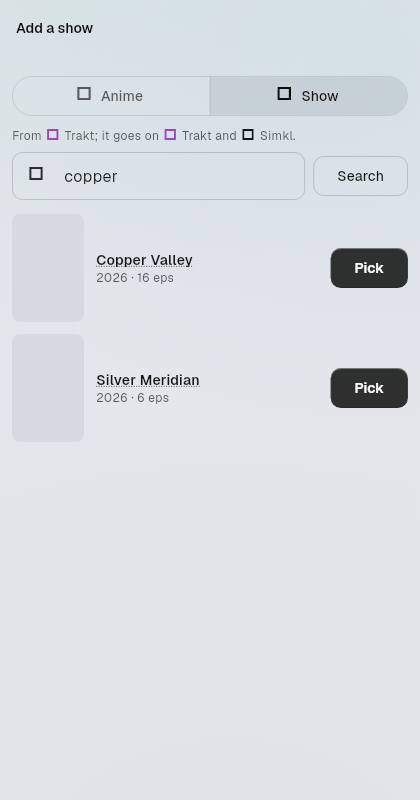 Add a show
Anime
Show
From Trakt; it goes on Trakt and Simkl.
copper
Search
Copper Valley
2026 · 16 eps
Pick
Silver Meridian
2026 · 6 eps
Pick